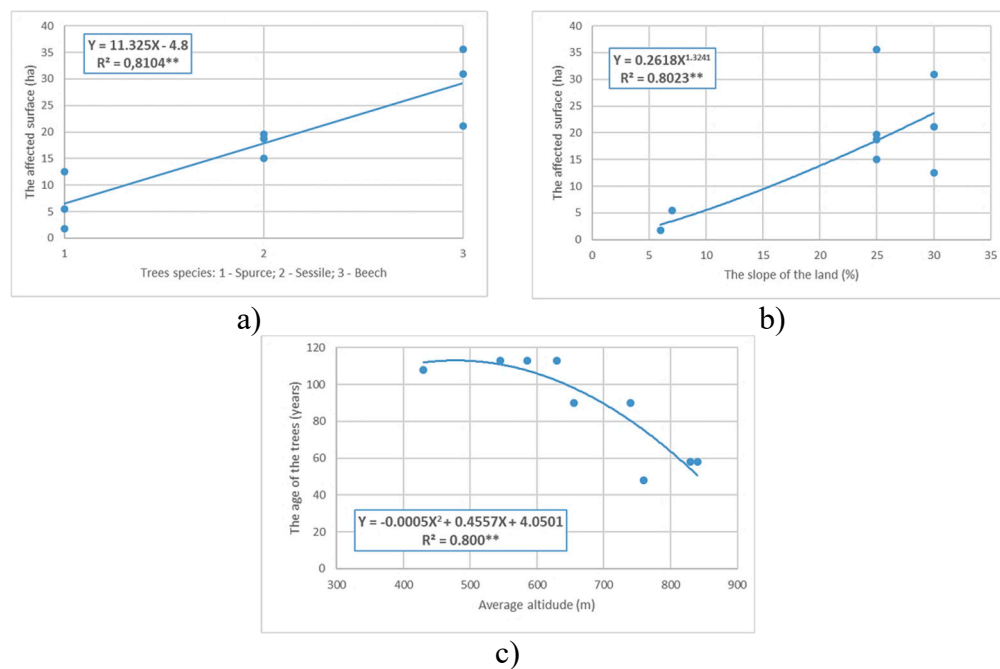 Y = 11.325X - 4.8
R² = 0,8104**
The affected surface (ha)
40
35
30
25
20
15
10
5
0
1 2 3
Trees species: 1 - Spurce; 2 - Sessile; 3 - Beech
a)
Y = 0.2618X^1.3241
R² = 0.8023**
The affected surface (ha)
40
35
30
25
20
15
10
5
0
0 5 10 15 20 25 30 35
The slope of the land (%)
b)
The age of the trees (years)
120
100
80
60
40
20
0
Y = -0.0005X² + 0.4557X + 4.0501
R² = 0.800**
300 400 500 600 700 800 900
Average altidude (m)
c)